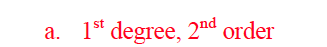 a. 1st degree, 2nd order